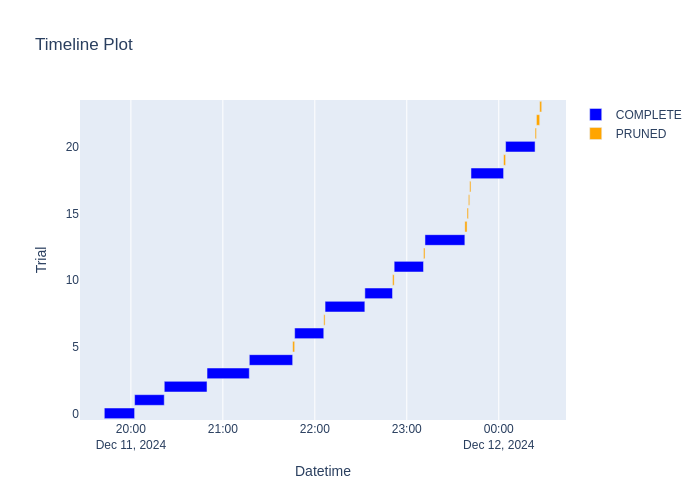 Timeline Plot
COMPLETE
PRUNED
20
15
10
5
0
Trial
20:00
Dec 11, 2024
21:00
22:00
23:00
00:00
Dec 12, 2024
Datetime